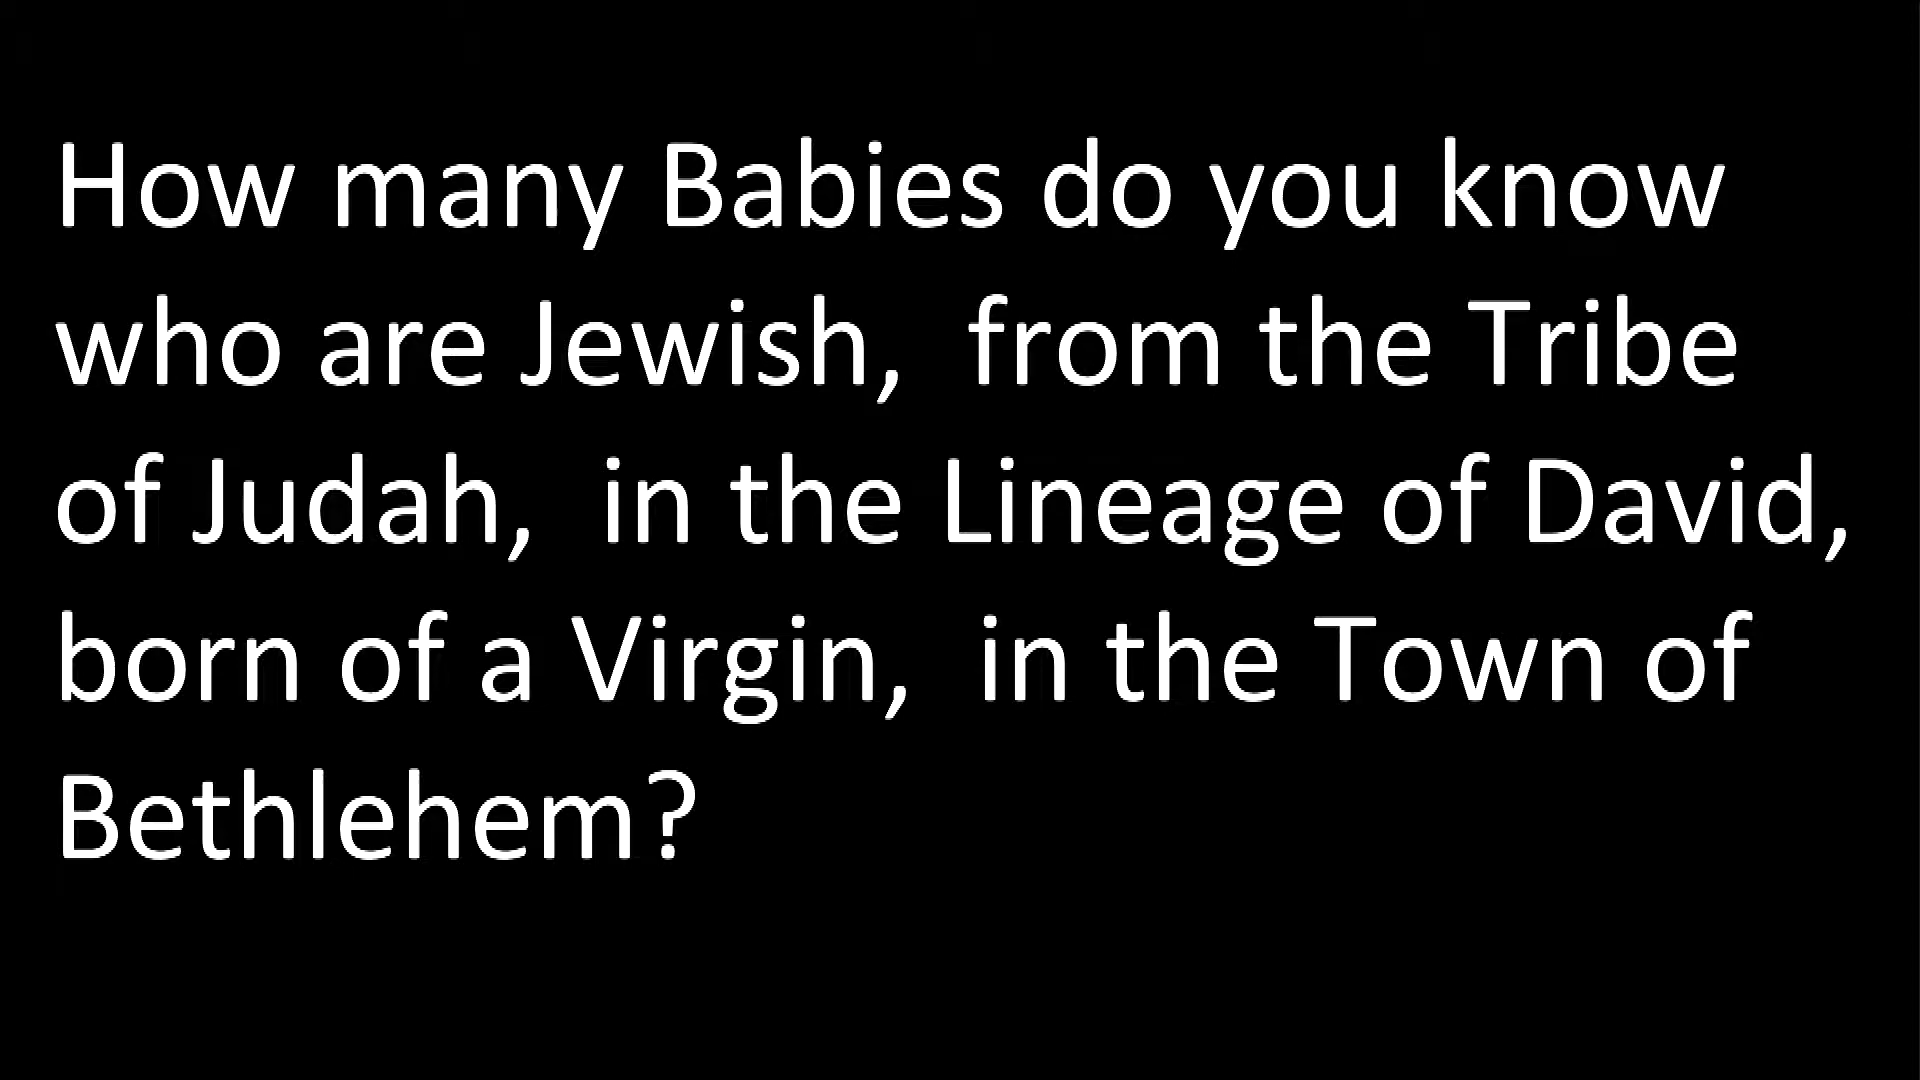 How many Babies do you know
who are Jewish,  from the Tribe
of Judah,  in the Lineage of David,
born of a Virgin,  in the Town of
Bethlehem?